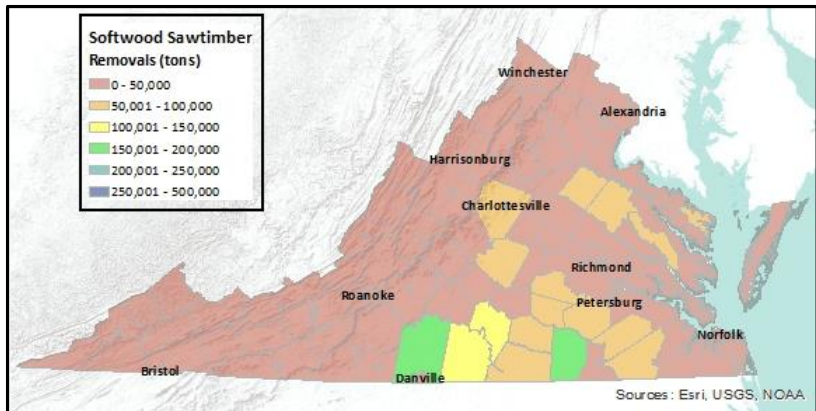 Softwood Sawtimber
Removals (tons)
0 - 50,000
50,001 - 100,000
100,001 - 150,000
150,001 - 200,000
200,001 - 250,000
250,001 - 500,000
Winchester
Alexandria
Harrisonburg
Charlottesville
Richmond
Roanoke
Petersburg
Norfolk
Bristol
Danville
Sources: Esri, USGS, NOAA